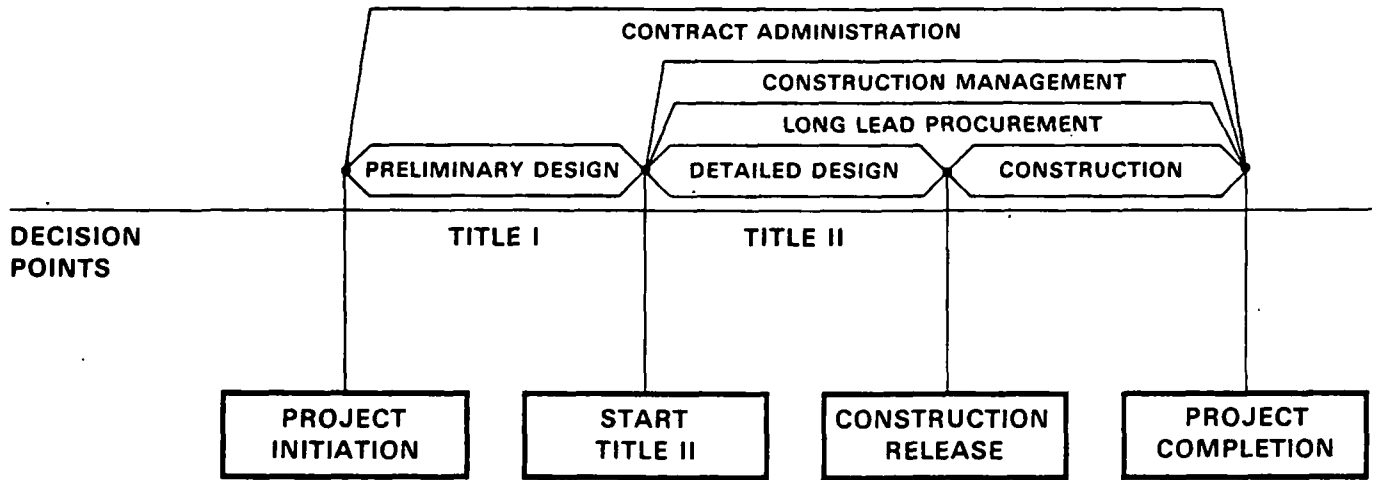 CONTRACT ADMINISTRATION
CONSTRUCTION MANAGEMENT
LONG LEAD PROCUREMENT
PRELIMINARY DESIGN
DETAILED DESIGN
CONSTRUCTION
DECISION
POINTS
TITLE I
TITLE II
PROJECT
INITIATION
START
TITLE II
CONSTRUCTION
RELEASE
PROJECT
COMPLETION